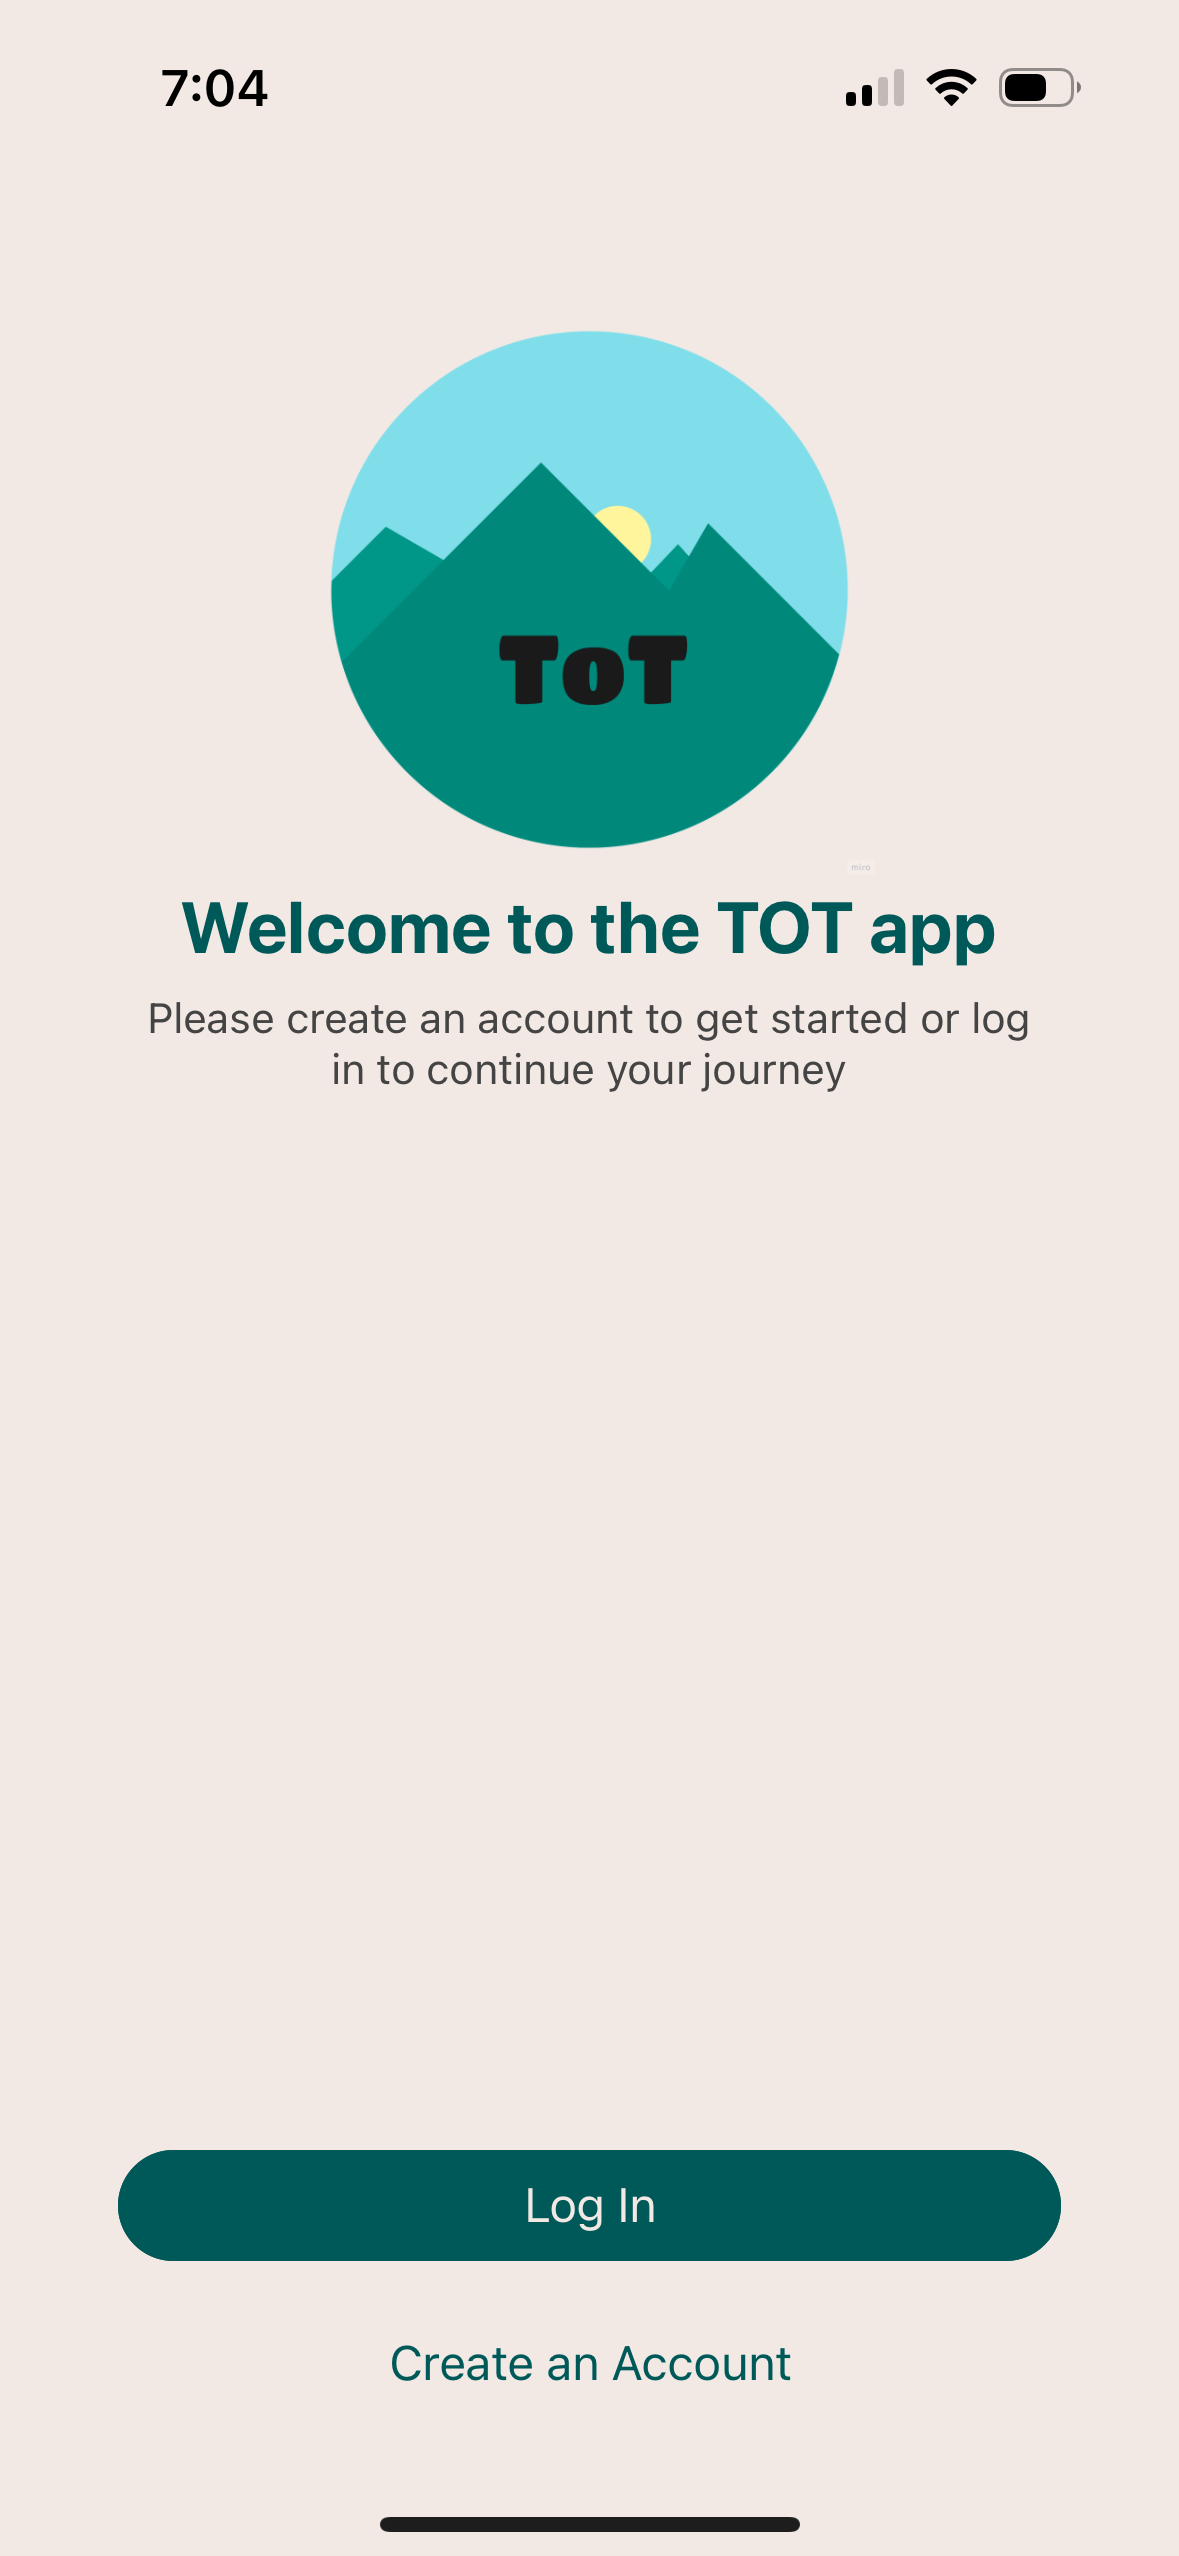 7:04
ToT
miro
Welcome to the TOT app
Please create an account to get started or log
in to continue your journey
Log In
Create an Account